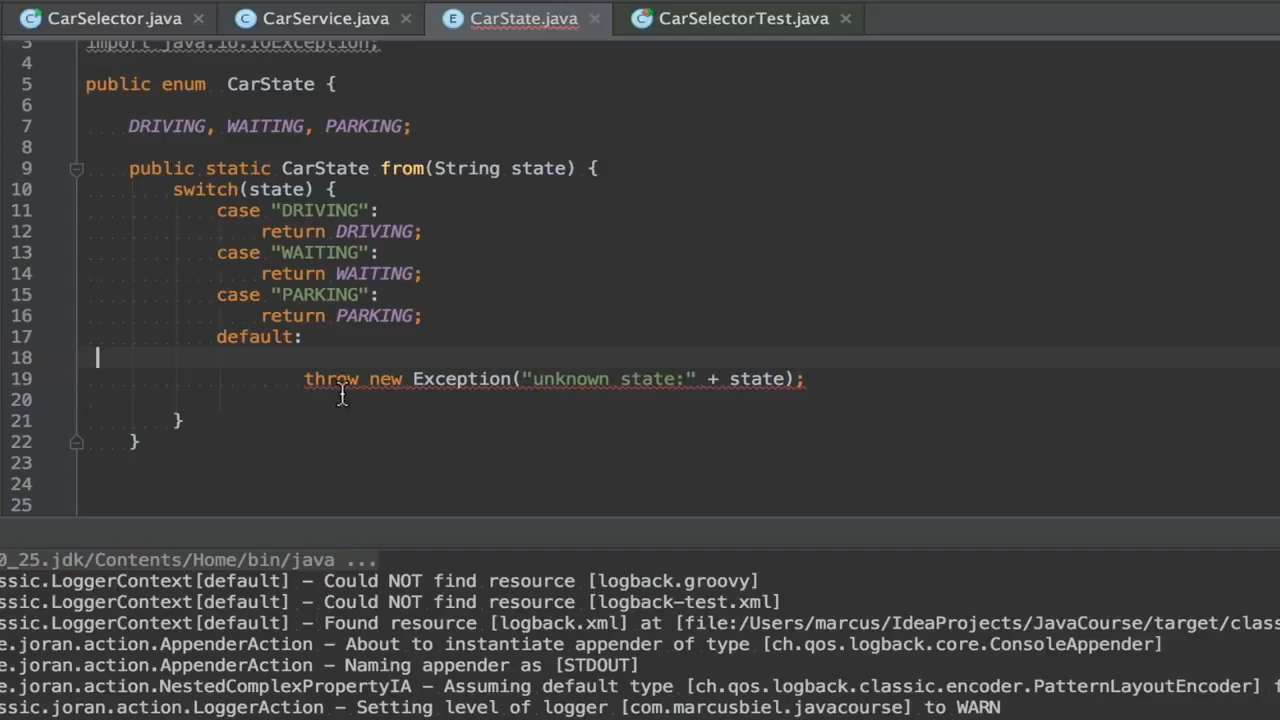 CarSelector.java CarService.java E CarState.java CarSelectorTest.java
3 import java.io.IOException;
4
5 public enum CarState {
6
7 DRIVING, WAITING, PARKING;
8
9 public static CarState from(String state) {
10 switch(state) {
11 case "DRIVING":
12 return DRIVING;
13 case "WAITING":
14 return WAITING;
15 case "PARKING":
16 return PARKING;
17 default:
18
19 throw new Exception("unknown state:" + state);
20
21 }
22 }
23
24
25
0_25.jdk/Contents/Home/bin/java ...
ssic.LoggerContext[default] - Could NOT find resource [logback.groovy]
ssic.LoggerContext[default] - Could NOT find resource [logback-test.xml]
ssic.LoggerContext[default] - Found resource [logback.xml] at [file:/Users/marcus/IdeaProjects/JavaCourse/target/class
e.joran.action.AppenderAction - About to instantiate appender of type [ch.qos.logback.core.ConsoleAppender]
e.joran.action.AppenderAction - Naming appender as [STDOUT]
e.joran.action.NestedComplexPropertyIA - Assuming default type [ch.qos.logback.classic.encoder.PatternLayoutEncoder] f
ssic.joran.action.LoggerAction - Setting level of logger [com.marcusbiel.javacourse] to WARN